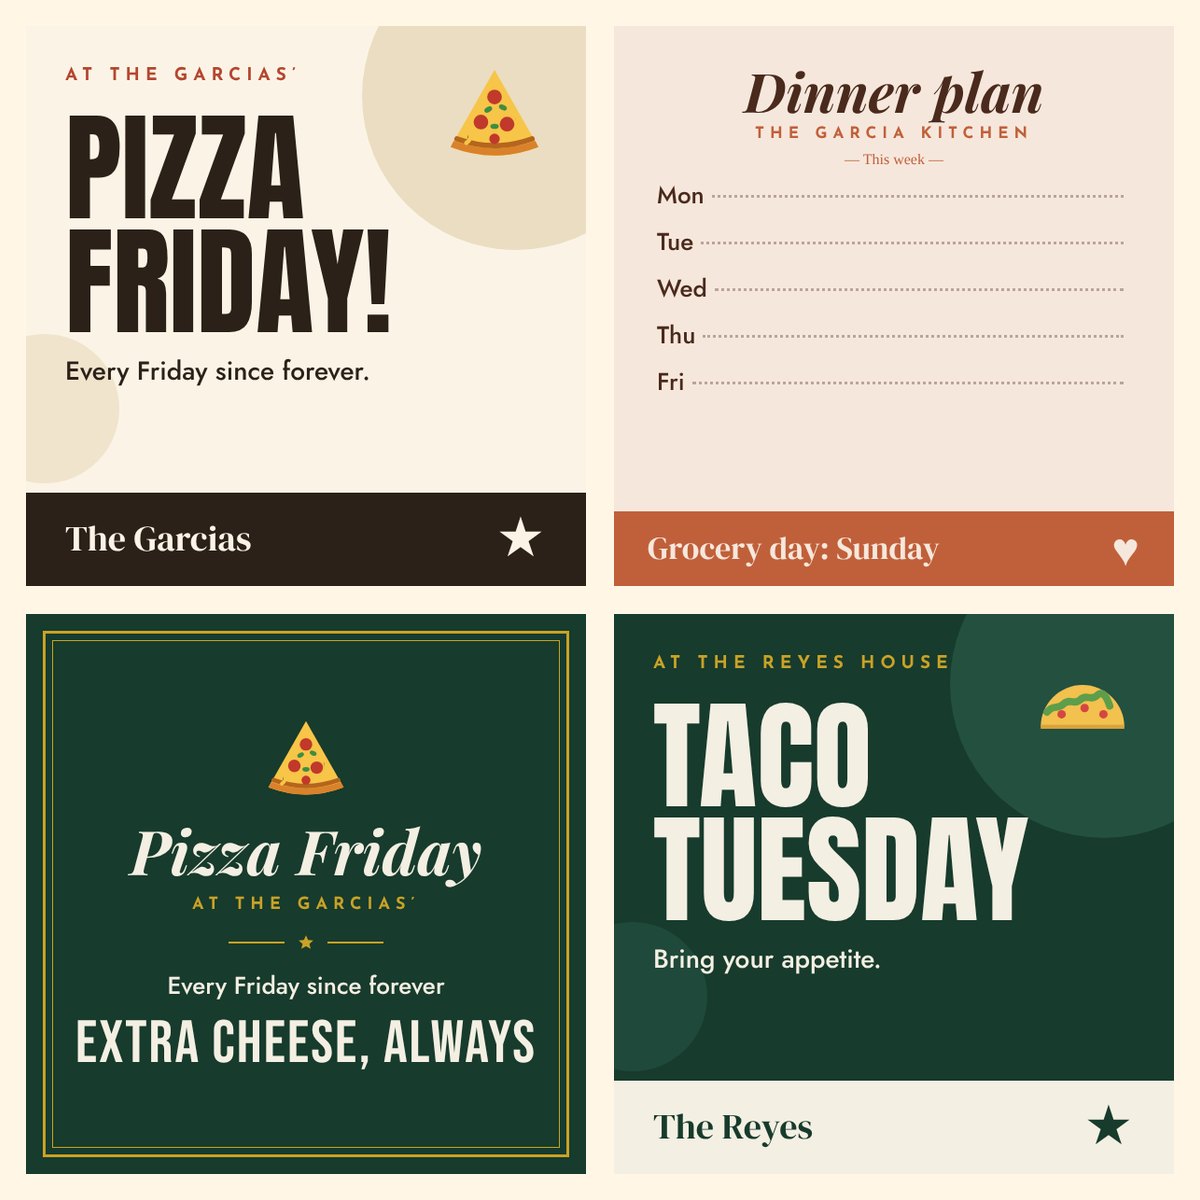 AT THE GARCIAS’
PIZZA
FRIDAY!
Every Friday since forever.
The Garcias
Dinner plan
THE GARCIA KITCHEN
— This week —
Mon
Tue
Wed
Thu
Fri
Grocery day: Sunday
Pizza Friday
AT THE GARCIAS’
Every Friday since forever
EXTRA CHEESE, ALWAYS
AT THE REYES HOUSE
TACO
TUESDAY
Bring your appetite.
The Reyes